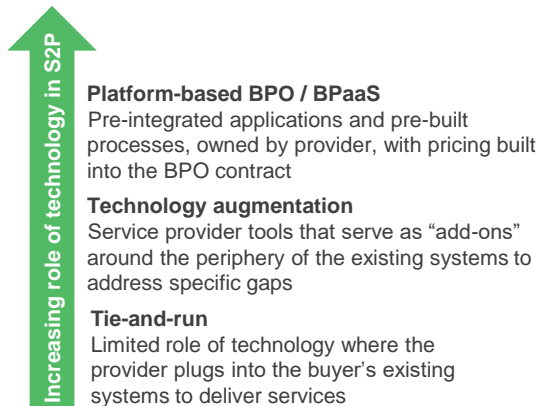 Increasing role of technology in S2P
Platform-based BPO / BPaaS
Pre-integrated applications and pre-built
processes, owned by provider, with pricing built
into the BPO contract
Technology augmentation
Service provider tools that serve as “add-ons”
around the periphery of the existing systems to
address specific gaps
Tie-and-run
Limited role of technology where the
provider plugs into the buyer’s existing
systems to deliver services